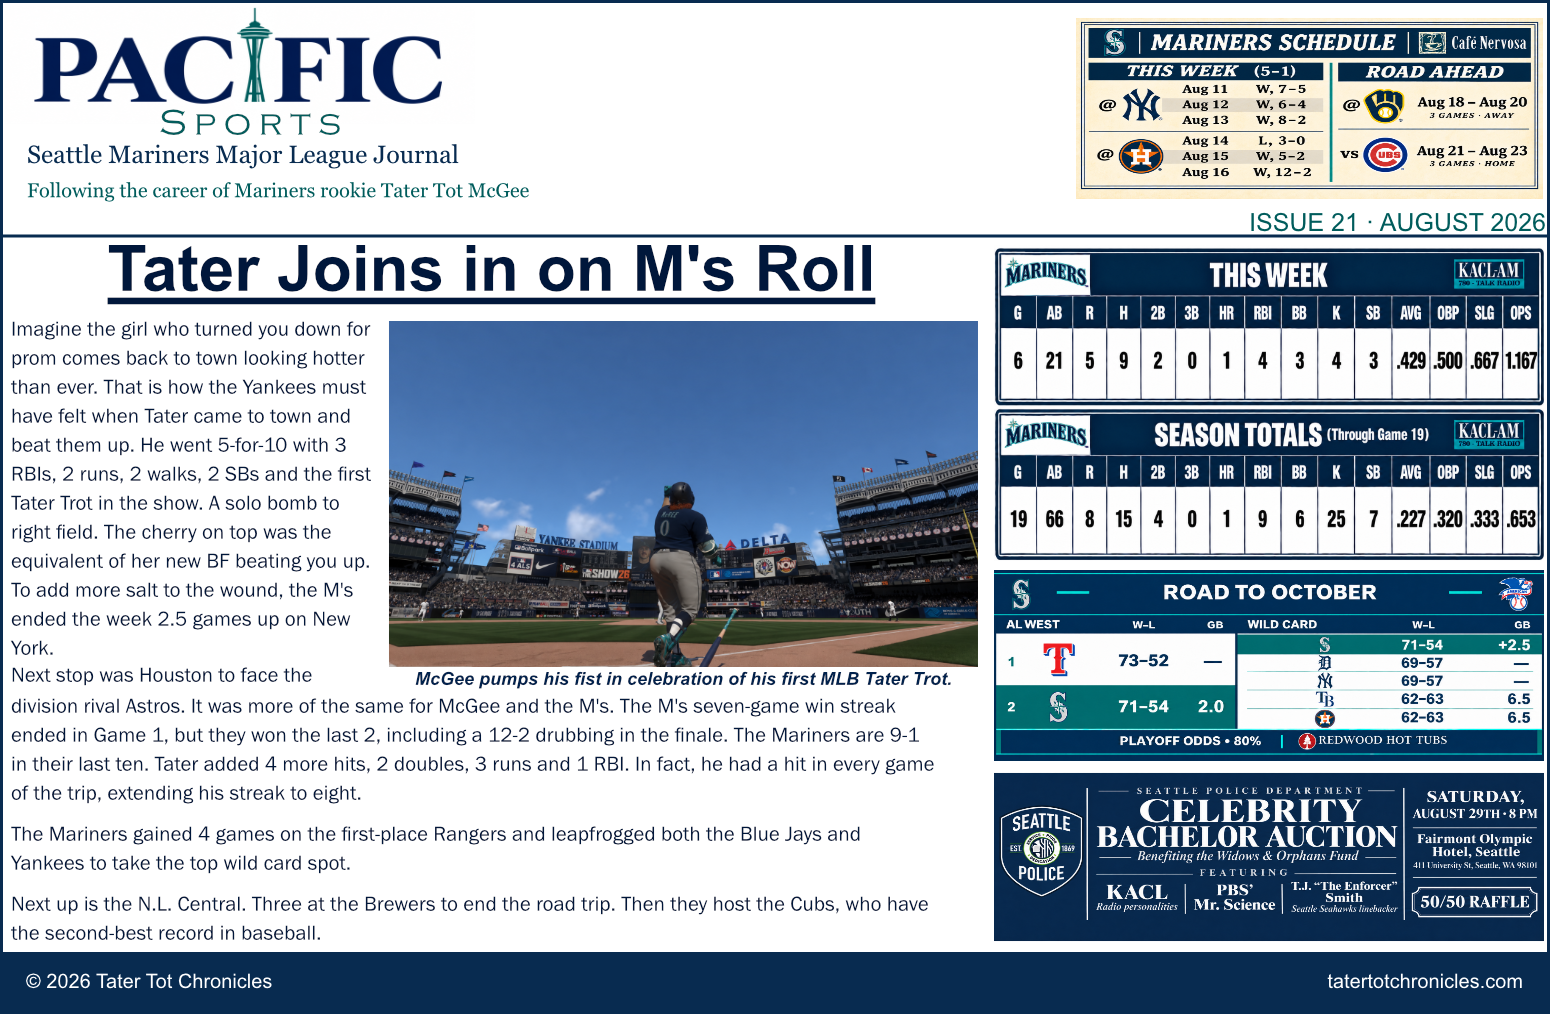 PACIFIC
SPORTS
Seattle Mariners Major League Journal
Following the career of Mariners rookie Tater Tot McGee
S | MARINERS SCHEDULE | Café Nervosa
THIS WEEK (5-1)
@ NY
Aug 11 W, 7-5
Aug 12 W, 6-4
Aug 13 W, 8-2
@ H
Aug 14 L, 3-0
Aug 15 W, 5-2
Aug 16 W, 12-2
ROAD AHEAD
@ Aug 18 – Aug 20
3 GAMES · AWAY
vs CUBS Aug 21 – Aug 23
3 GAMES · HOME
ISSUE 21 · AUGUST 2026
Tater Joins in on M's Roll
Imagine the girl who turned you down for
prom comes back to town looking hotter
than ever. That is how the Yankees must
have felt when Tater came to town and
beat them up. He went 5-for-10 with 3
RBIs, 2 runs, 2 walks, 2 SBs and the first
Tater Trot in the show. A solo bomb to
right field. The cherry on top was the
equivalent of her new BF beating you up.
To add more salt to the wound, the M's
ended the week 2.5 games up on New
York.
Next stop was Houston to face the
division rival Astros. It was more of the same for McGee and the M's. The M's seven-game win streak
ended in Game 1, but they won the last 2, including a 12-2 drubbing in the finale. The Mariners are 9-1
in their last ten. Tater added 4 more hits, 2 doubles, 3 runs and 1 RBI. In fact, he had a hit in every game
of the trip, extending his streak to eight.
The Mariners gained 4 games on the first-place Rangers and leapfrogged both the Blue Jays and
Yankees to take the top wild card spot.
Next up is the N.L. Central. Three at the Brewers to end the road trip. Then they host the Cubs, who have
the second-best record in baseball.
YANKEE STADIUM
DELTA
THE SHOW 26
0
McGee pumps his fist in celebration of his first MLB Tater Trot.
MARINERS THIS WEEK KACL-AM
780 - TALK RADIO
G AB R H 2B 3B HR RBI BB K SB AVG OBP SLG OPS
6 21 5 9 2 0 1 4 3 4 3 .429 .500 .667 1.167
MARINERS SEASON TOTALS (Through Game 19) KACL-AM
780 - TALK RADIO
G AB R H 2B 3B HR RBI BB K SB AVG OBP SLG OPS
19 66 8 15 4 0 1 9 6 25 7 .227 .320 .333 .653
S ROAD TO OCTOBER
AL WEST W–L GB
1 T 73–52 —
2 S 71–54 2.0
WILD CARD W–L GB
S 71–54 +2.5
D 69–57 —
NY 69–57 —
TB 62–63 6.5
H 62–63 6.5
PLAYOFF ODDS • 80% | REDWOOD HOT TUBS
SEATTLE
EST. 1869
POLICE
SEATTLE POLICE DEPARTMENT
CELEBRITY
BACHELOR AUCTION
Benefiting the Widows & Orphans Fund
FEATURING
KACL
Radio personalities
PBS'
Mr. Science
T.J. "The Enforcer"
Smith
Seattle Seahawks linebacker
SATURDAY,
AUGUST 29TH • 8 PM
Fairmont Olympic
Hotel, Seattle
411 University St, Seattle, WA 98101
50/50 RAFFLE
© 2026 Tater Tot Chronicles
tatertotchronicles.com